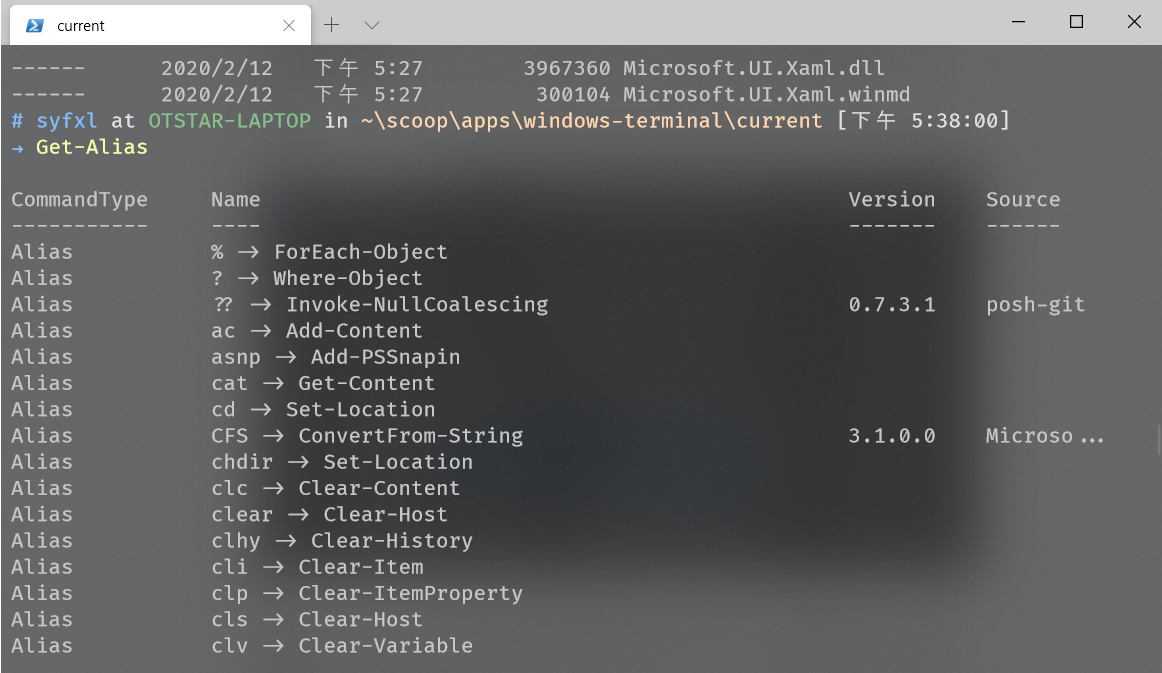 current
------ 2020/2/12 下午 5:27 3967360 Microsoft.UI.Xaml.dll
------ 2020/2/12 下午 5:27 300104 Microsoft.UI.Xaml.winmd
# syfxl at OTSTAR-LAPTOP in ~\scoop\apps\windows-terminal\current [下午 5:38:00]
→ Get-Alias
CommandType Name Version Source
----------- ---- ------- ------
Alias % -> ForEach-Object
Alias ? -> Where-Object
Alias ?? -> Invoke-NullCoalescing 0.7.3.1 posh-git
Alias ac -> Add-Content
Alias asnp -> Add-PSSnapin
Alias cat -> Get-Content
Alias cd -> Set-Location
Alias CFS -> ConvertFrom-String 3.1.0.0 Microso...
Alias chdir -> Set-Location
Alias clc -> Clear-Content
Alias clear -> Clear-Host
Alias clhy -> Clear-History
Alias cli -> Clear-Item
Alias clp -> Clear-ItemProperty
Alias cls -> Clear-Host
Alias clv -> Clear-Variable